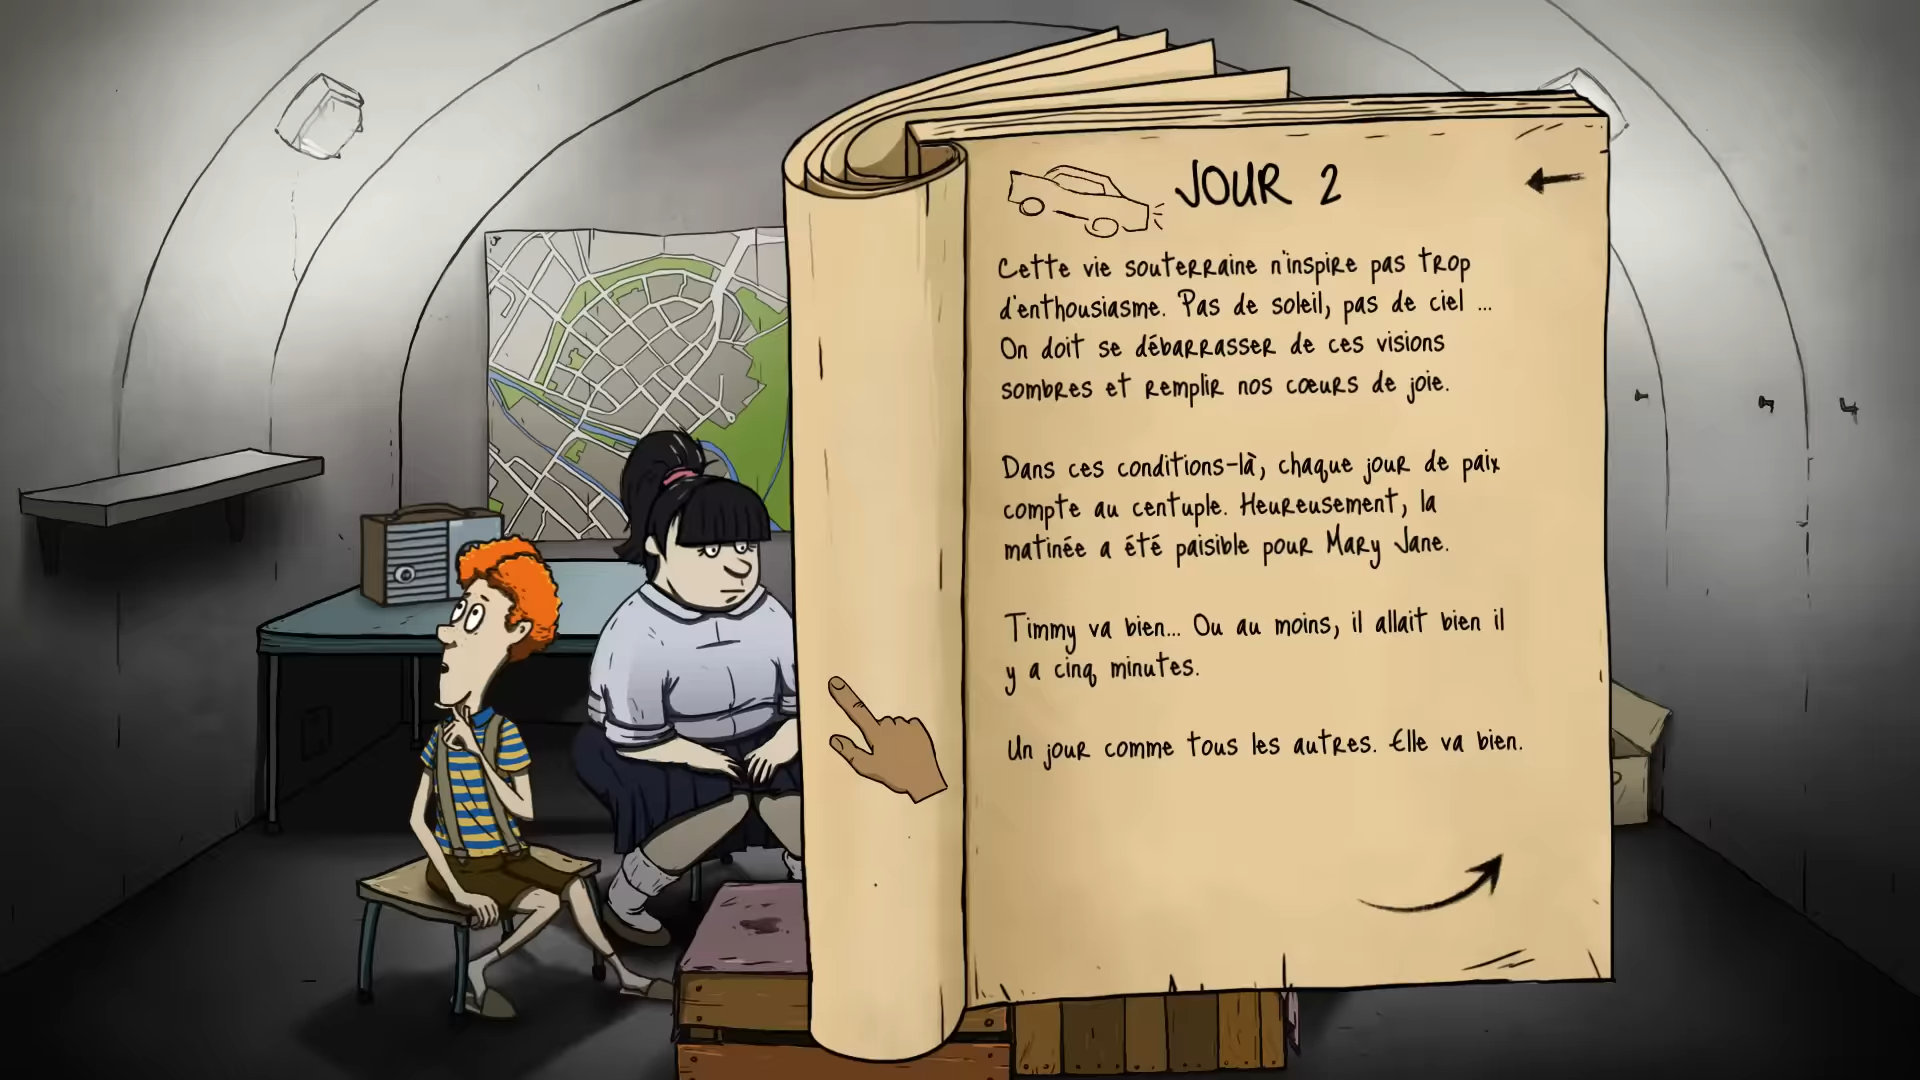 JOUR 2
Cette vie souterraine n'inspire pas trop
d'enthousiasme. Pas de soleil, pas de ciel ...
On doit se débarrasser de ces visions
sombres et remplir nos cœurs de joie.
Dans ces conditions-là, chaque jour de paix
compte au centuple. Heureusement, la
matinée a été paisible pour Mary Jane.
Timmy va bien... Ou au moins, il allait bien il
y a cinq minutes.
Un jour comme tous les autres. Elle va bien.